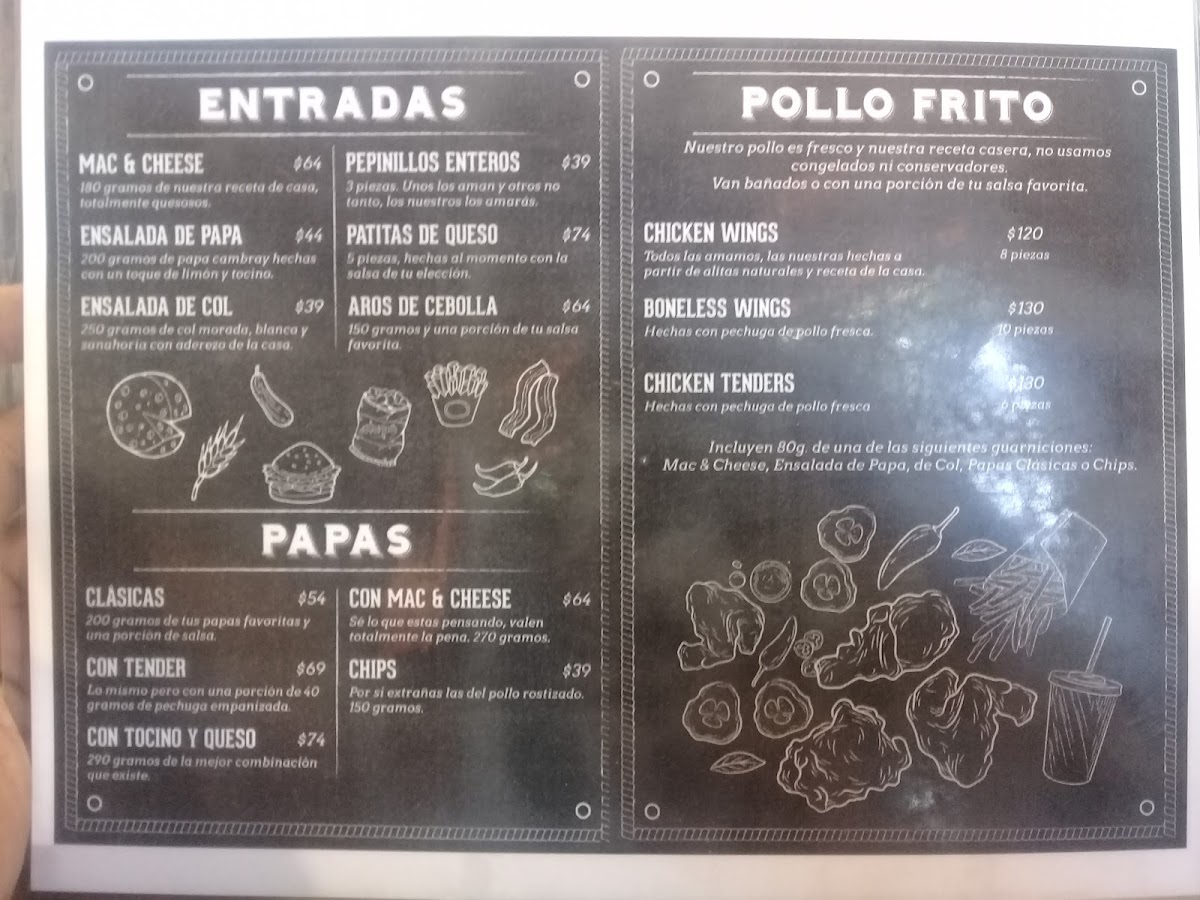 ENTRADAS
MAC & CHEESE $64
180 gramos de nuestra receta de casa,
totalmente quesosos.
ENSALADA DE PAPA $44
200 gramos de papa cambray hechas
con un toque de limón y tocino.
ENSALADA DE COL $39
250 gramos de col morada, blanca y
zanahoria con aderezo de la casa.
PEPINILLOS ENTEROS $39
3 piezas. Unos los aman y otros no
tanto, los nuestros los amarás.
PATITAS DE QUESO $74
5 piezas, hechas al momento con la
salsa de tu elección.
AROS DE CEBOLLA $64
150 gramos y una porción de tu salsa
favorita.
PAPAS
CLÁSICAS $54
200 gramos de tus papas favoritas y
una porción de salsa.
CON TENDER $69
Lo mismo pero con una porción de 40
gramos de pechuga empanizada.
CON TOCINO Y QUESO $74
290 gramos de la mejor combinación
que existe.
CON MAC & CHEESE $64
Sé lo que estas pensando, valen
totalmente la pena. 270 gramos.
CHIPS $39
Por si extrañas las del pollo rostizado.
150 gramos.
POLLO FRITO
Nuestro pollo es fresco y nuestra receta casera, no usamos
congelados ni conservadores.
Van bañados o con una porción de tu salsa favorita.
CHICKEN WINGS $120
Todos las amamos, las nuestras hechas a 8 piezas
partir de alitas naturales y receta de la casa.
BONELESS WINGS $130
Hechas con pechuga de pollo fresca. 10 piezas
CHICKEN TENDERS $130
Hechas con pechuga de pollo fresca 6 piezas
Incluyen 80g. de una de las siguientes guarniciones:
Mac & Cheese, Ensalada de Papa, de Col, Papas Clásicas o Chips.